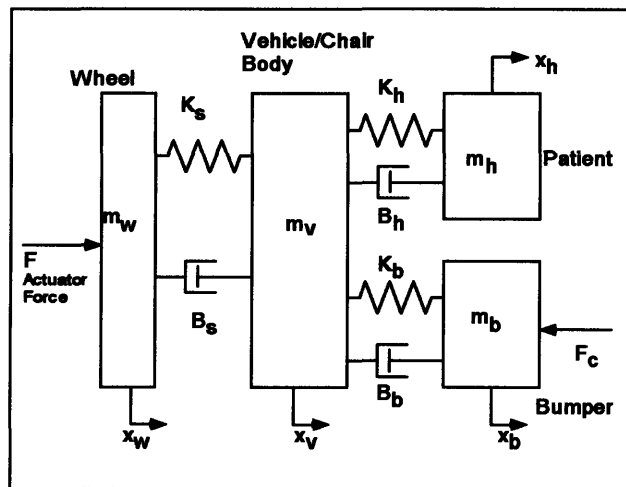 Vehicle/Chair
Body
Wheel
x_h
K_s
K_h
m_w
m_v
m_h
Patient
B_h
F
Actuator
Force
B_s
K_b
m_b
F_c
B_b
Bumper
x_w
x_v
x_b